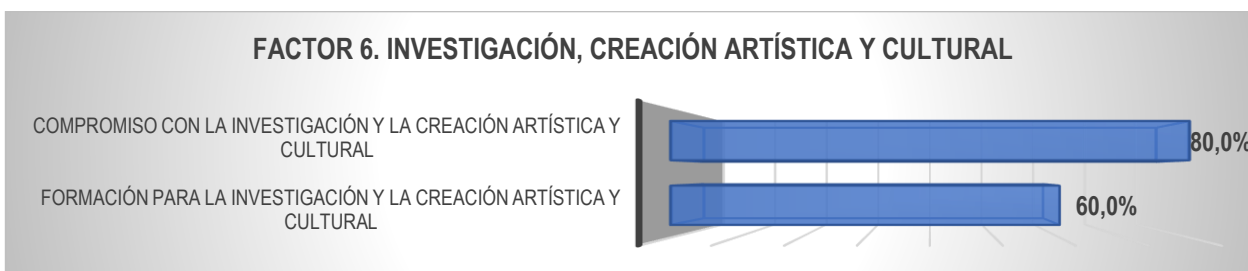 FACTOR 6. INVESTIGACIÓN, CREACIÓN ARTÍSTICA Y CULTURAL
COMPROMISO CON LA INVESTIGACIÓN Y LA CREACIÓN ARTÍSTICA Y
CULTURAL
80,0%
FORMACIÓN PARA LA INVESTIGACIÓN Y LA CREACIÓN ARTÍSTICA Y
CULTURAL
60,0%